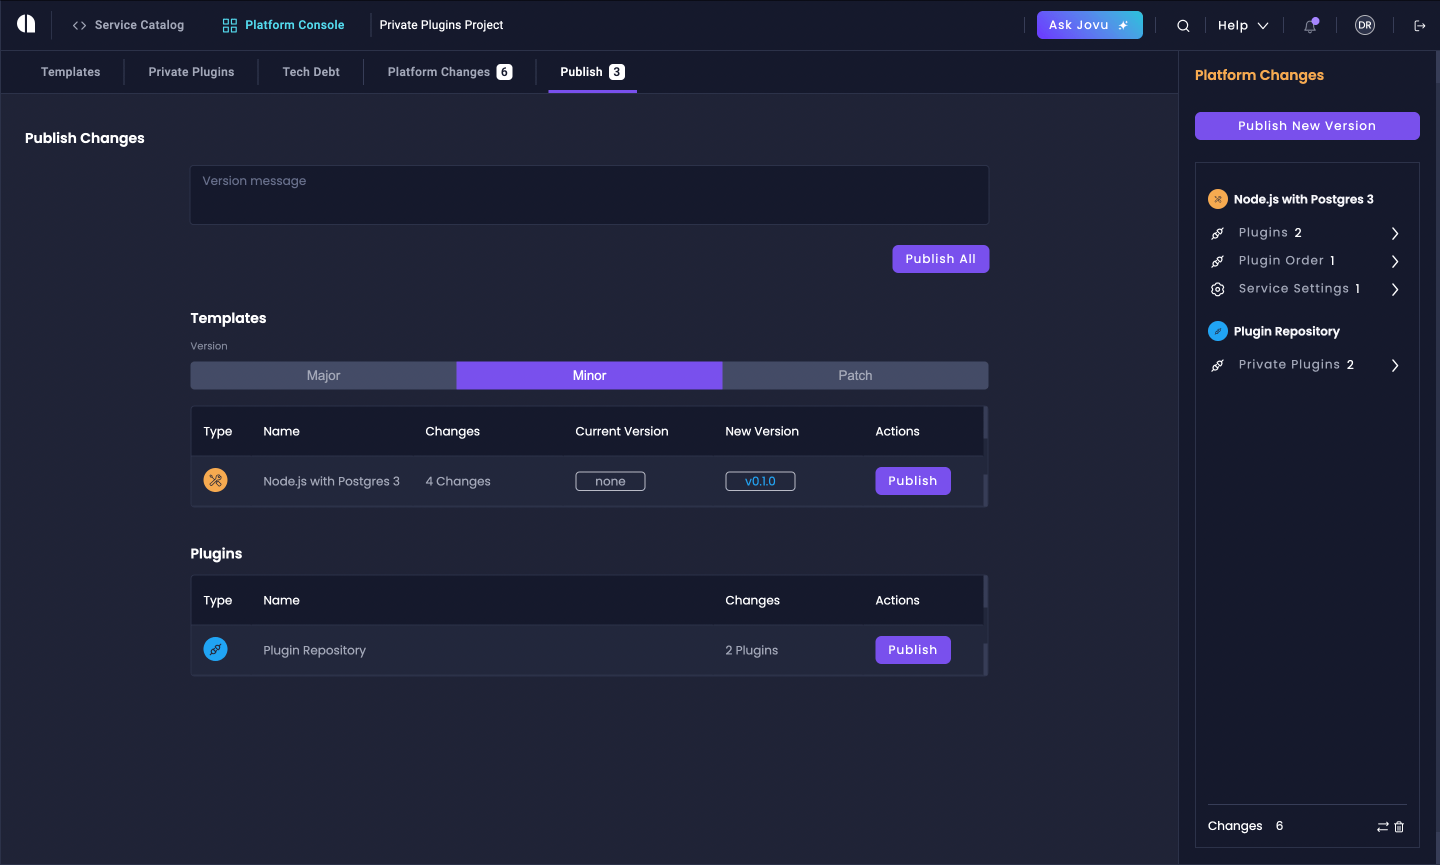 Service Catalog Platform Console Private Plugins Project Ask Jovu Help DR
Templates Private Plugins Tech Debt Platform Changes 6 Publish 3
Platform Changes
Publish New Version
Publish Changes
Version message
Publish All
Templates
Version
Major Minor Patch
Type Name Changes Current Version New Version Actions
Node.js with Postgres 3 4 Changes none v0.1.0 Publish
Plugins
Type Name Changes Actions
Plugin Repository 2 Plugins Publish
Node.js with Postgres 3
Plugins 2
Plugin Order 1
Service Settings 1
Plugin Repository
Private Plugins 2
Changes 6